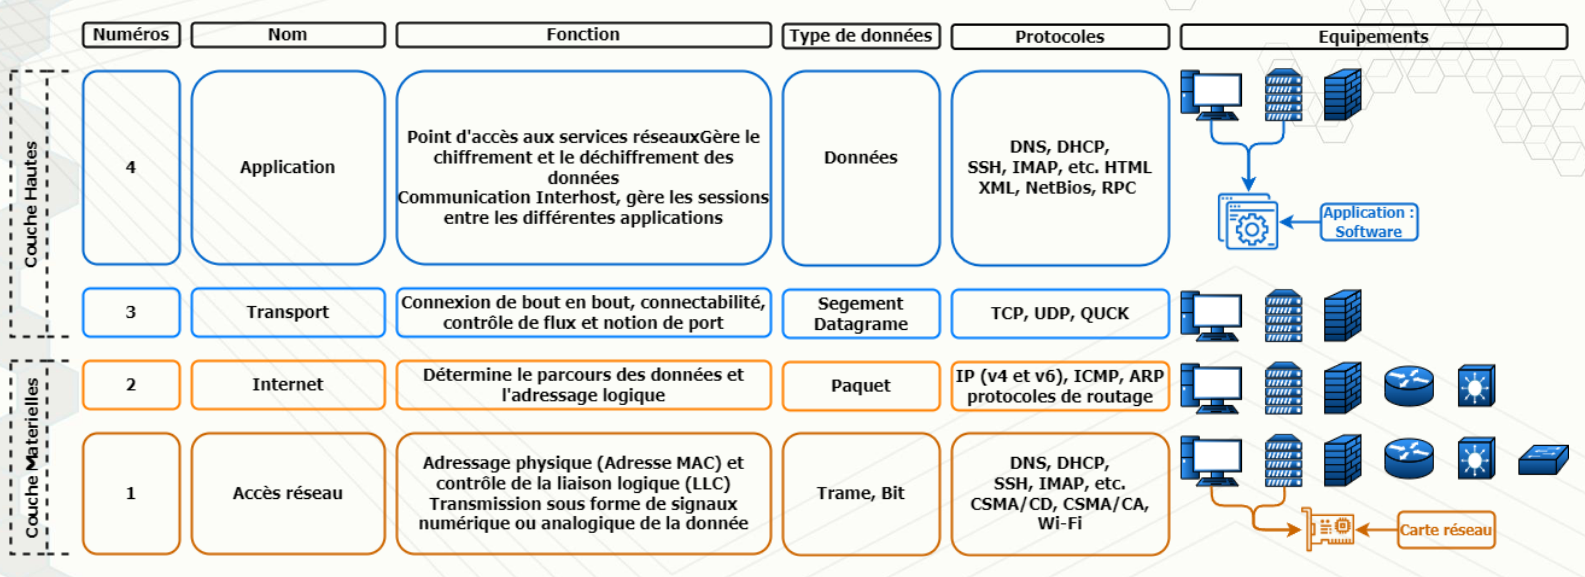 Numéros
Nom
Fonction
Type de données
Protocoles
Equipements
Couche Hautes
4
Application
Point d'accès aux services réseauxGère le
chiffrement et le déchiffrement des
données
Communication Interhost, gère les sessions
entre les différentes applications
Données
DNS, DHCP,
SSH, IMAP, etc. HTML
XML, NetBios, RPC
Application :
Software
3
Transport
Connexion de bout en bout, connectabilité,
contrôle de flux et notion de port
Segement
Datagrame
TCP, UDP, QUCK
Couche Materielles
2
Internet
Détermine le parcours des données et
l'adressage logique
Paquet
IP (v4 et v6), ICMP, ARP
protocoles de routage
1
Accès réseau
Adressage physique (Adresse MAC) et
contrôle de la liaison logique (LLC)
Transmission sous forme de signaux
numérique ou analogique de la donnée
Trame, Bit
DNS, DHCP,
SSH, IMAP, etc.
CSMA/CD, CSMA/CA,
Wi-Fi
Carte réseau